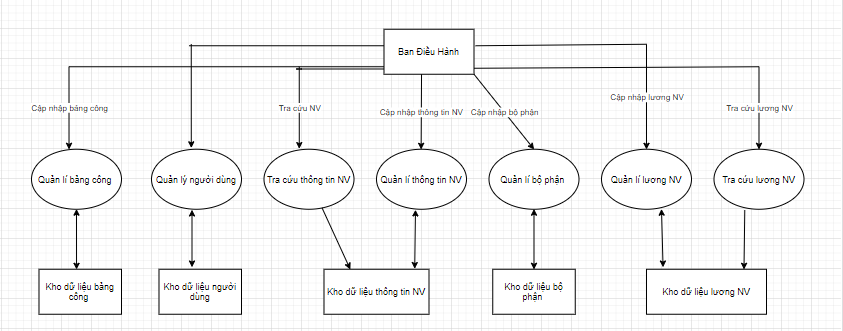 Ban Điều Hành
Cập nhập bảng công
Tra cứu NV
Cập nhập thông tin NV
Cập nhập bộ phận
Cập nhập lương NV
Tra cứu lương NV
Quản lí bảng công
Quản lý người dùng
Tra cứu thông tin NV
Quản lí thông tin NV
Quản lí bộ phận
Quản lí lương NV
Tra cứu lương NV
Kho dữ liệu bảng
công
Kho dữ liệu người
dùng
Kho dữ liệu thông tin NV
Kho dữ liệu bộ
phận
Kho dữ liệu lương NV